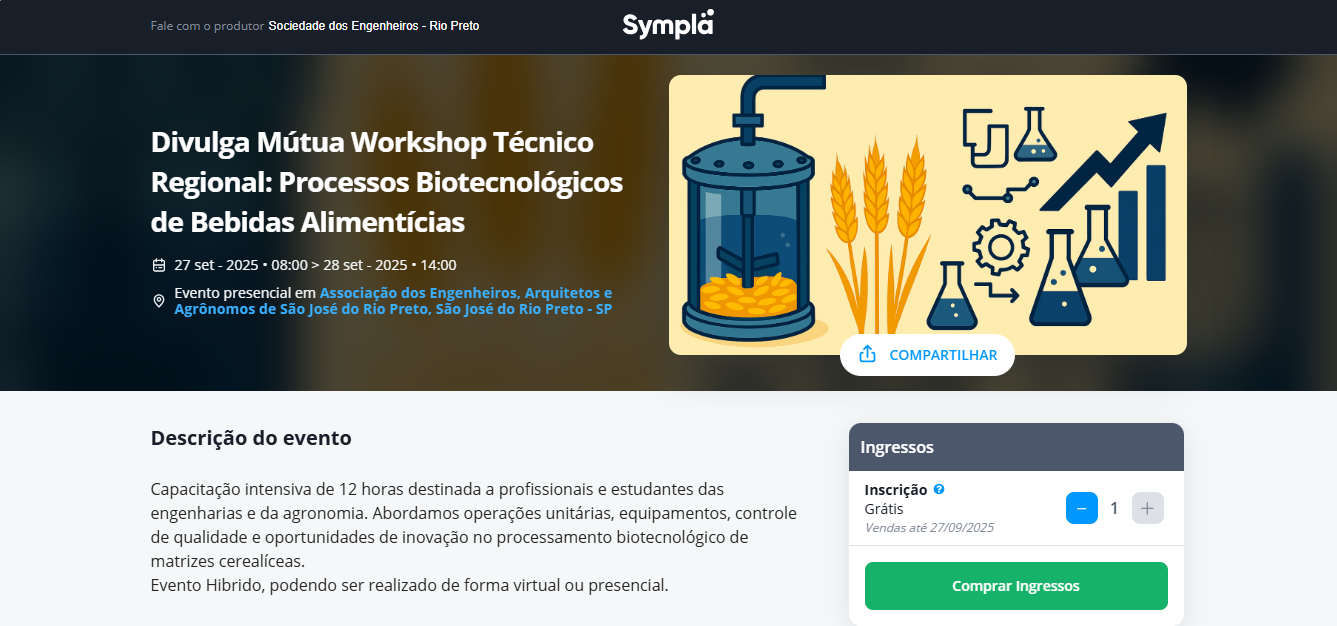 Fale com o produtor Sociedade dos Engenheiros - Rio Preto
Sympla
Divulga Mútua Workshop Técnico
Regional: Processos Biotecnológicos
de Bebidas Alimentícias
27 set - 2025 • 08:00 > 28 set - 2025 • 14:00
Evento presencial em Associação dos Engenheiros, Arquitetos e
Agrônomos de São José do Rio Preto, São José do Rio Preto - SP
COMPARTILHAR
Descrição do evento
Capacitação intensiva de 12 horas destinada a profissionais e estudantes das
engenharias e da agronomia. Abordamos operações unitárias, equipamentos, controle
de qualidade e oportunidades de inovação no processamento biotecnológico de
matrizes cerealíceas.
Evento Hibrido, podendo ser realizado de forma virtual ou presencial.
Ingressos
Inscrição ?
Grátis
Vendas até 27/09/2025
− 1 +
Comprar Ingressos